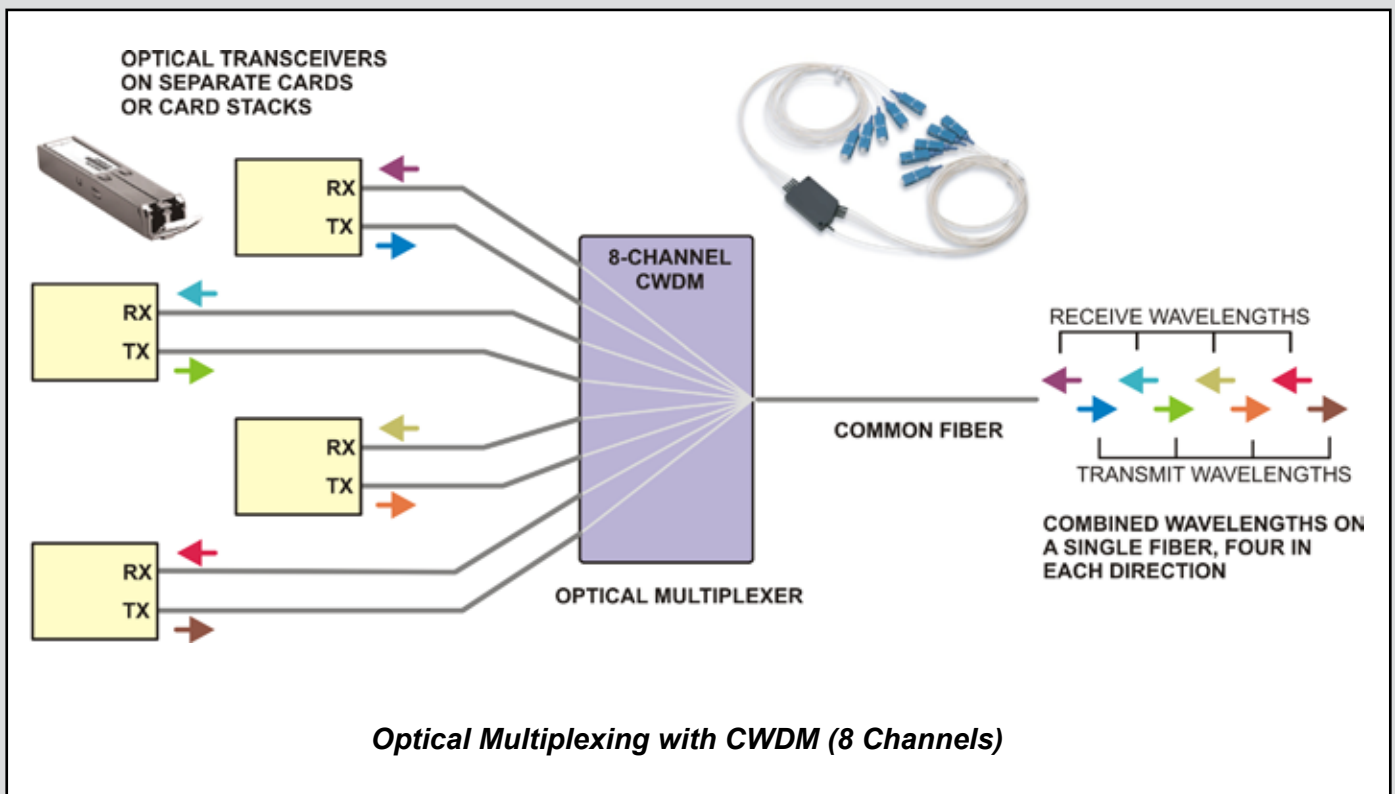 OPTICAL TRANSCEIVERS
ON SEPARATE CARDS
OR CARD STACKS
RX
TX
8-CHANNEL
CWDM
RX
TX
RECEIVE WAVELENGTHS
COMMON FIBER
RX
TX
TRANSMIT WAVELENGTHS
COMBINED WAVELENGTHS ON
A SINGLE FIBER, FOUR IN
EACH DIRECTION
RX
TX
OPTICAL MULTIPLEXER
Optical Multiplexing with CWDM (8 Channels)